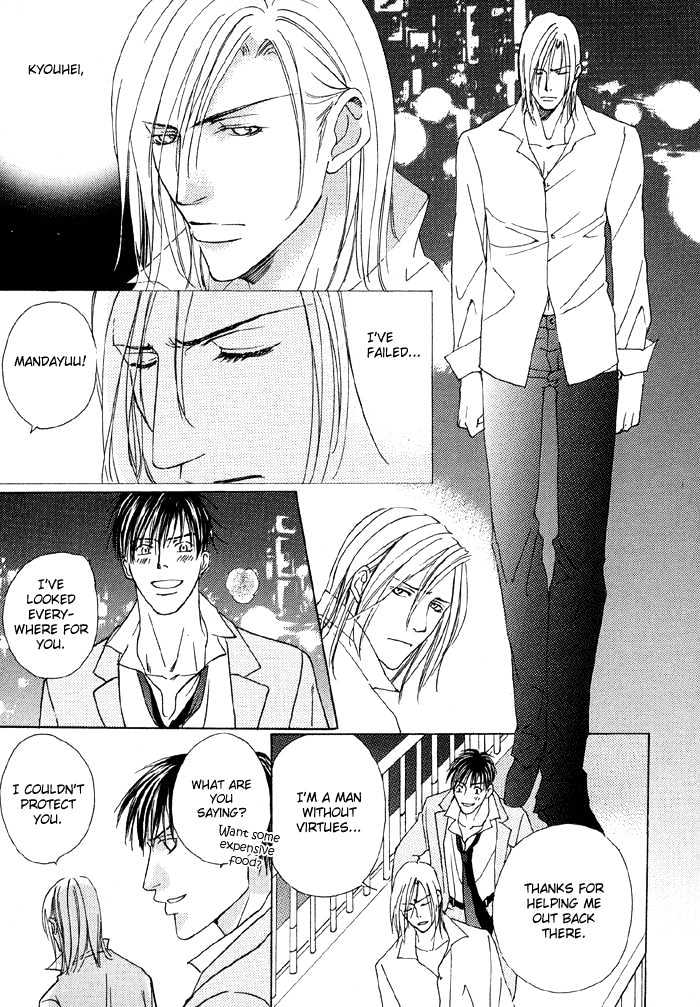 KYOUHEI,
I'VE
FAILED...
MANDAYUU!
I'VE
LOOKED
EVERY-
WHERE FOR
YOU.
THANKS FOR
HELPING ME
OUT BACK
THERE.
I'M A MAN
WITHOUT
VIRTUES...
WHAT ARE
YOU
SAYING?
Want some
expensive
food?
I COULDN'T
PROTECT
YOU.